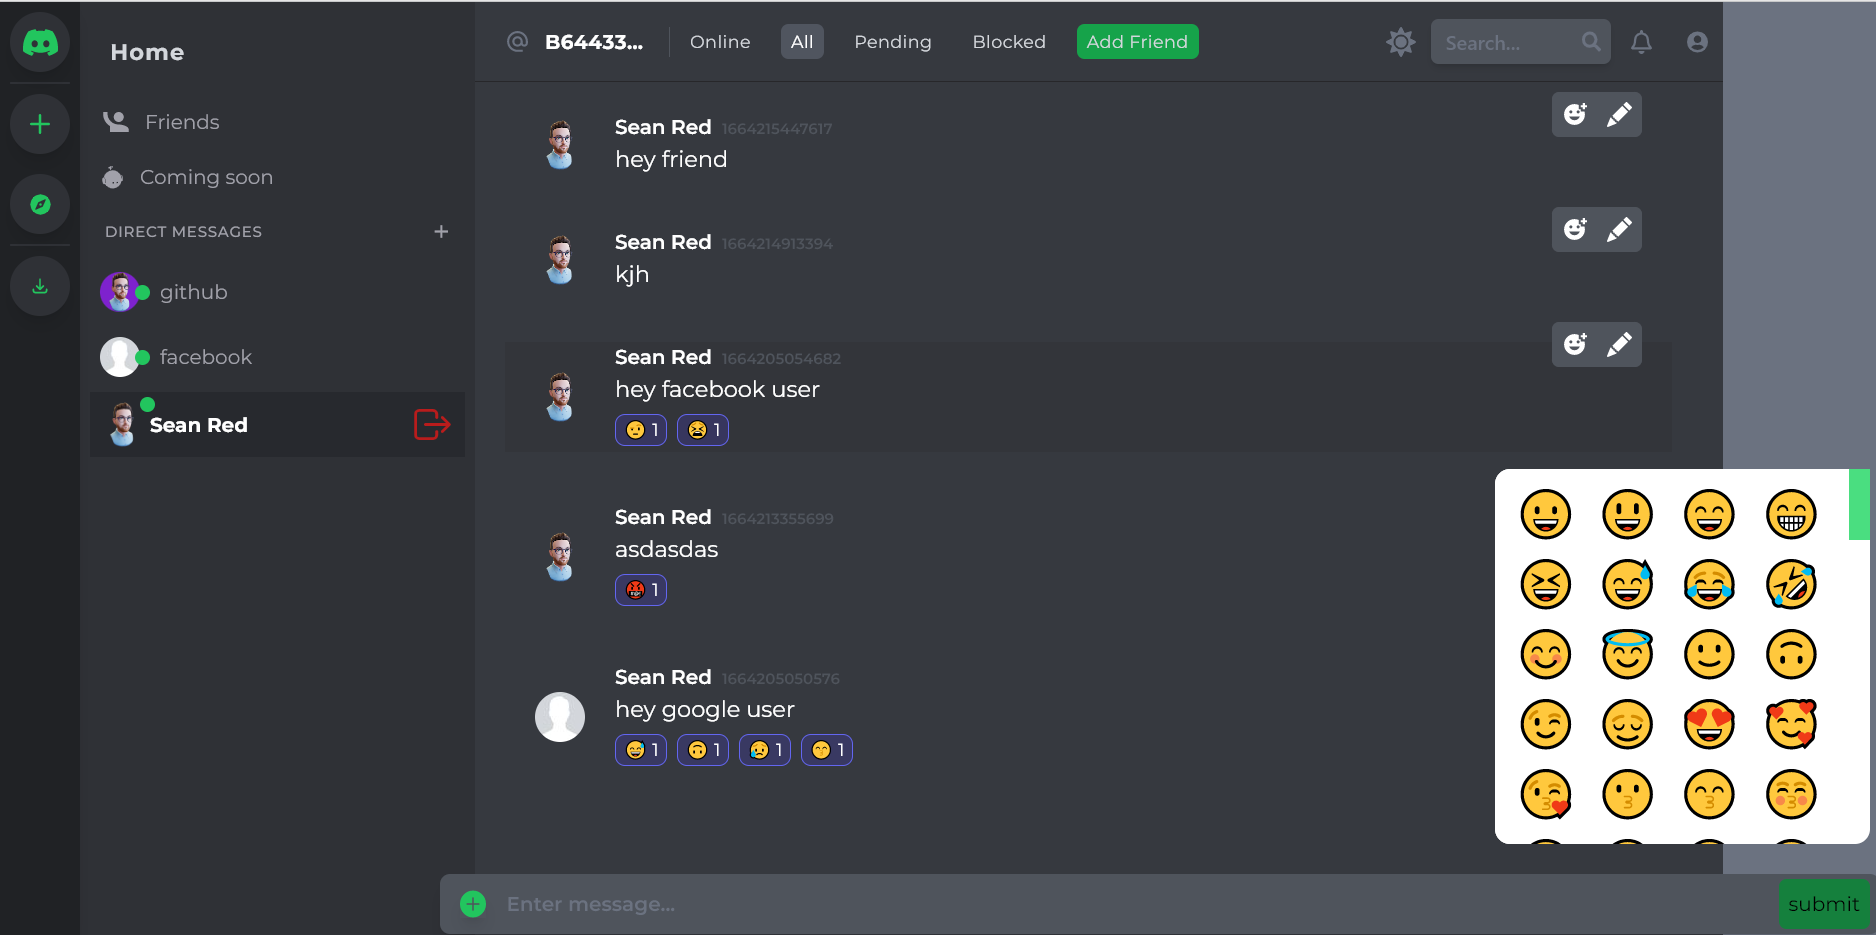 Home
Friends
Coming soon
DIRECT MESSAGES
github
facebook
Sean Red
B64433...
Online
All
Pending
Blocked
Add Friend
Search...
Sean Red 1664215447617
hey friend
Sean Red 1664214913394
kjh
Sean Red 1664205054682
hey facebook user
1 1
Sean Red 1664213355699
asdasdas
1
Sean Red 1664205050576
hey google user
1 1 1 1
Enter message...
submit